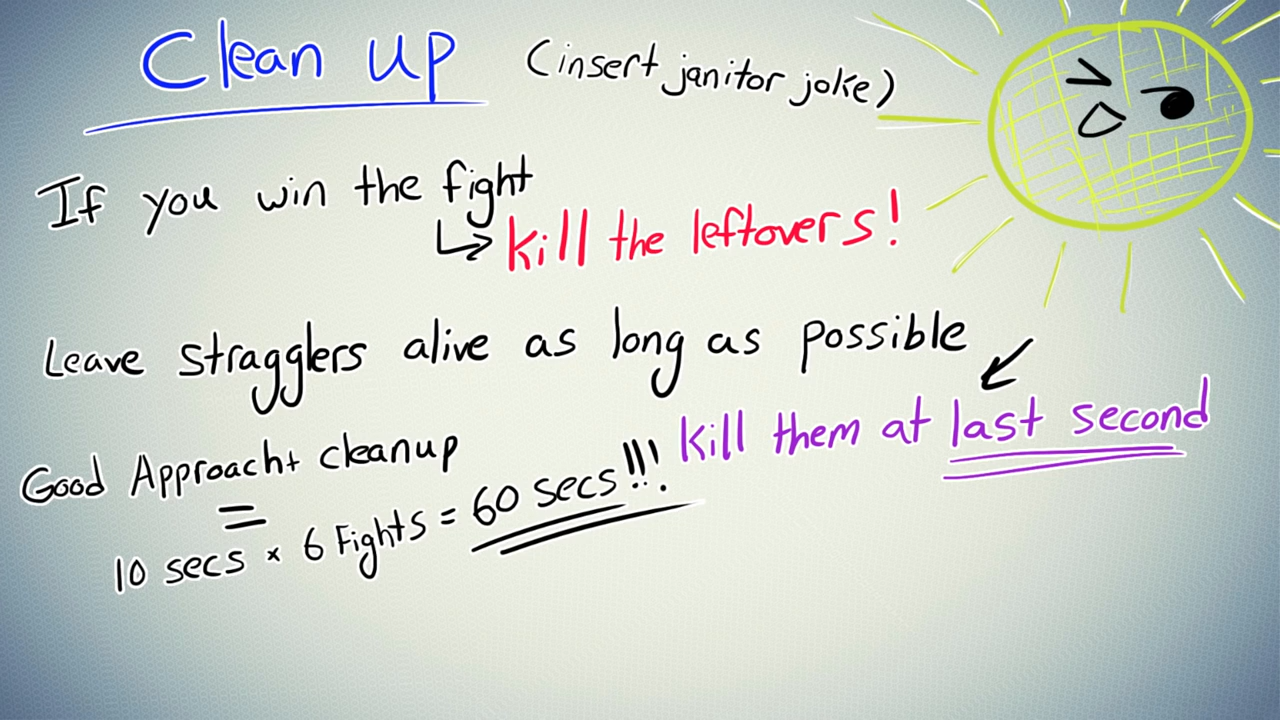 Clean up (insert janitor joke)
If you win the fight
kill the leftovers!
Leave stragglers alive as long as possible
kill them at last second
Good Approach+ cleanup
=
10 secs × 6 Fights = 60 secs!!!